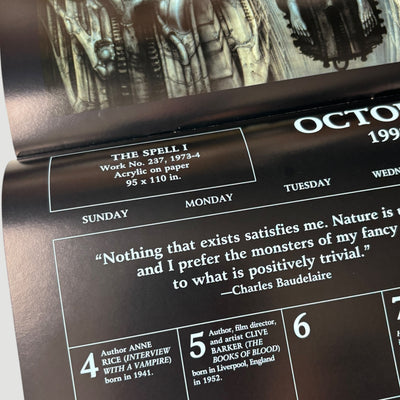 OCTO
199
THE SPELL I
Work No. 237, 1973-4
Acrylic on paper
95 x 110 in.
SUNDAY MONDAY TUESDAY WEDN
“Nothing that exists satisfies me. Nature is u
and I prefer the monsters of my fancy
to what is positively trivial.”
—Charles Baudelaire
4 Author ANNE
RICE (INTERVIEW
WITH A VAMPIRE)
born in 1941.
5 Author, film director,
and artist CLIVE
BARKER (THE
BOOKS OF BLOOD)
born in Liverpool, England
in 1952.
6
7